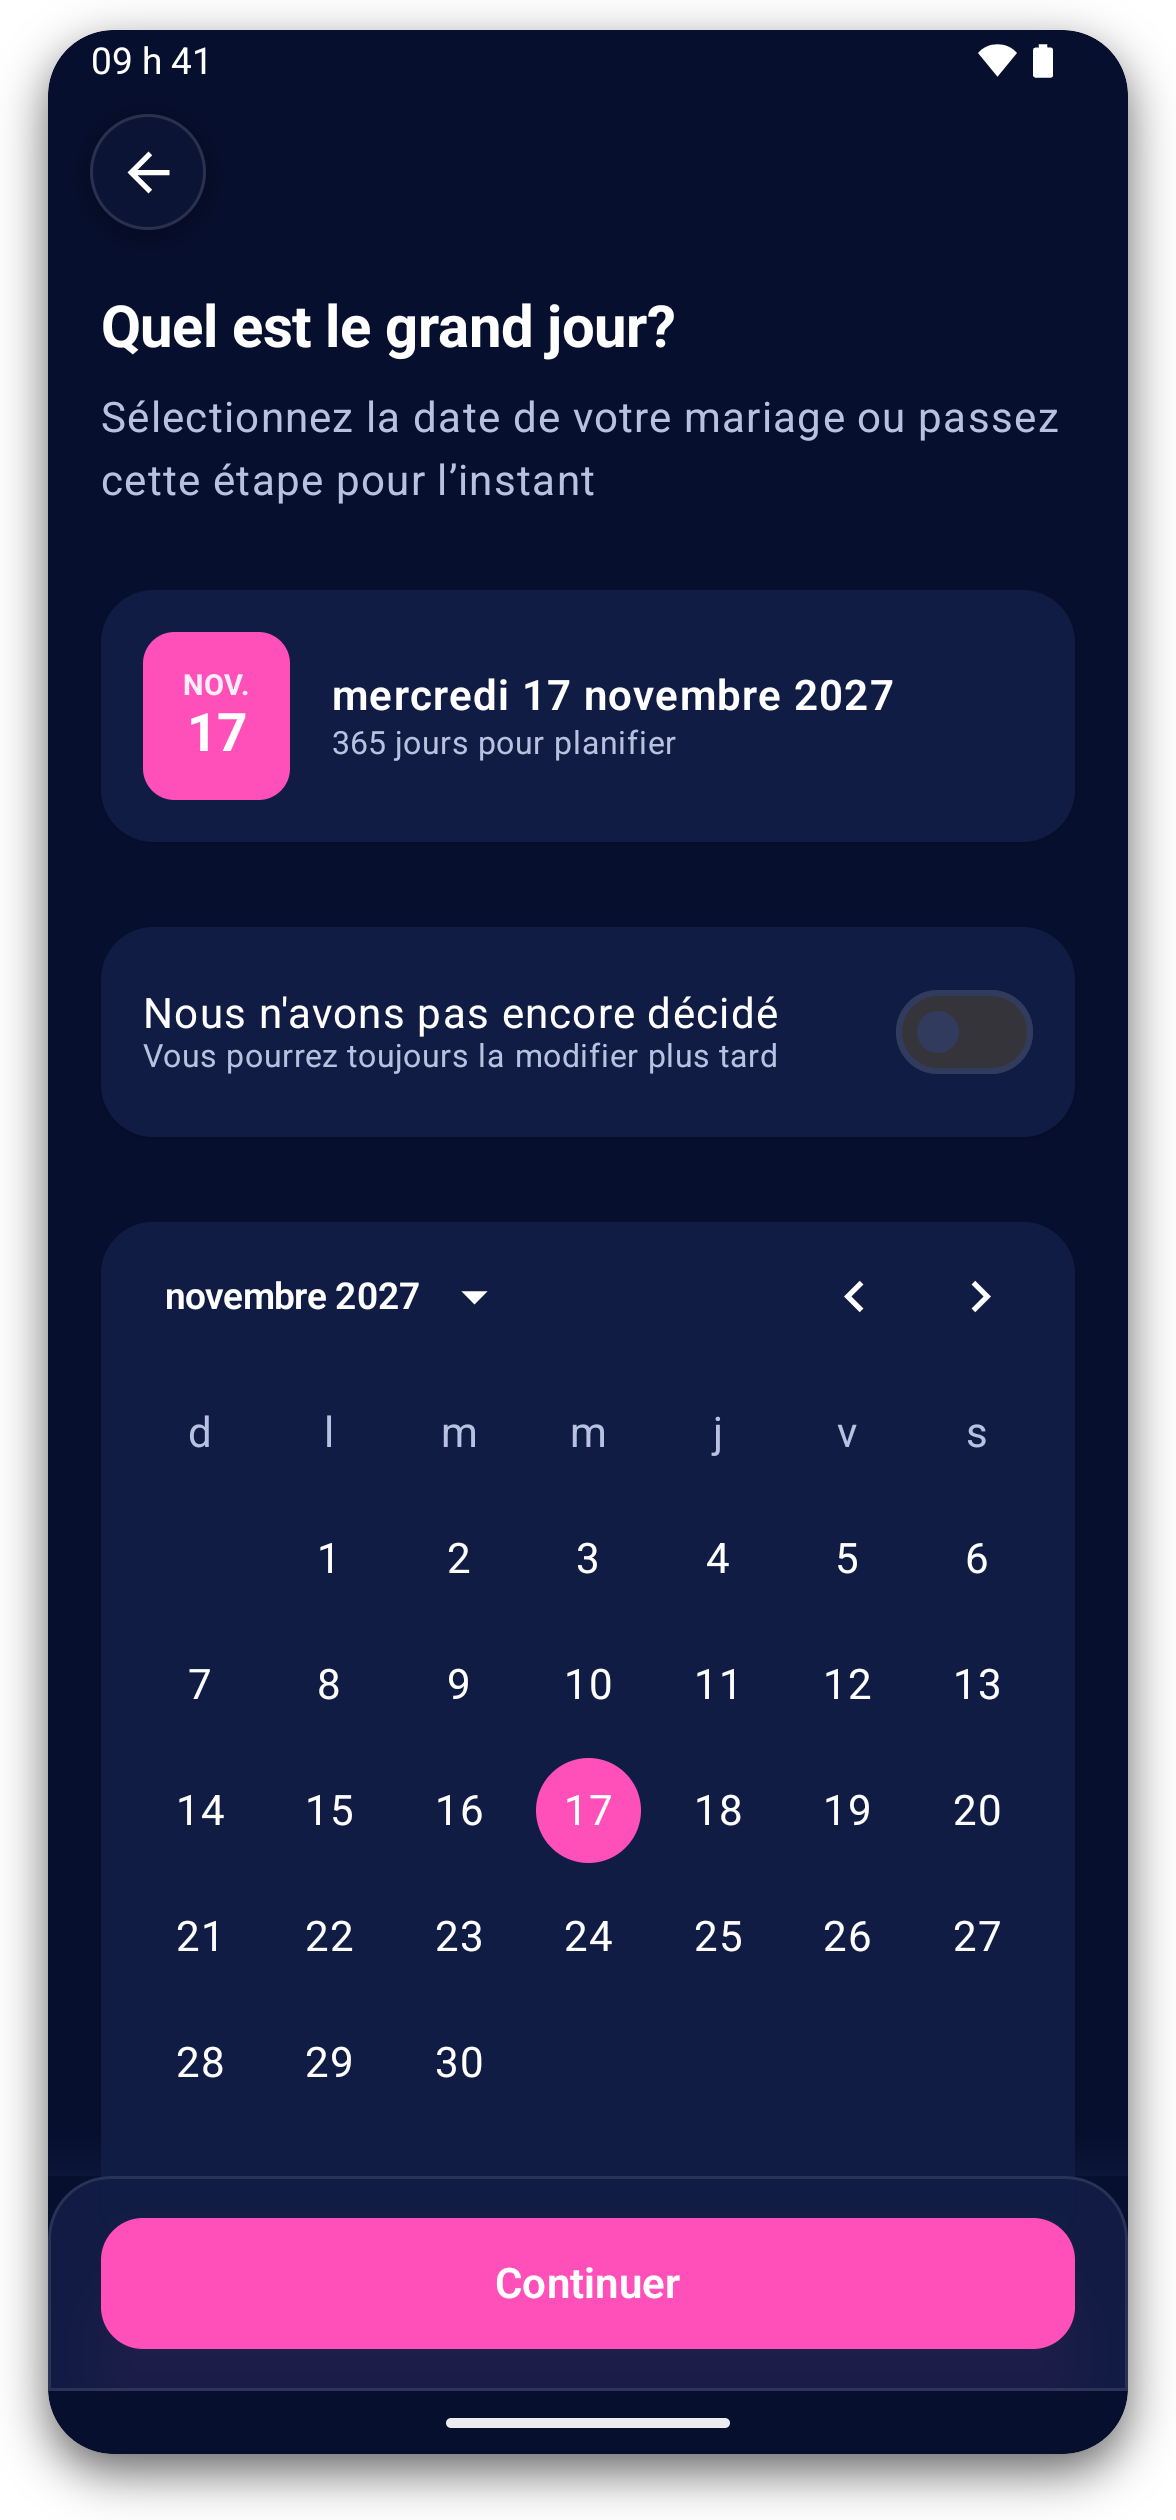 09 h 41
Quel est le grand jour?
Sélectionnez la date de votre mariage ou passez
cette étape pour l’instant
NOV.
17
mercredi 17 novembre 2027
365 jours pour planifier
Nous n'avons pas encore décidé
Vous pourrez toujours la modifier plus tard
novembre 2027
d l m m j v s
1 2 3 4 5 6
7 8 9 10 11 12 13
14 15 16 17 18 19 20
21 22 23 24 25 26 27
28 29 30
Continuer